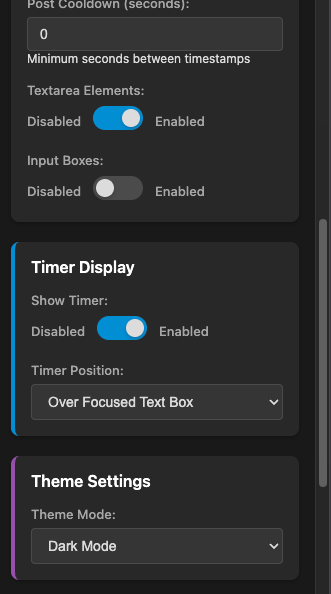 Post Cooldown (seconds):
0
Minimum seconds between timestamps
Textarea Elements:
Disabled Enabled
Input Boxes:
Disabled Enabled
Timer Display
Show Timer:
Disabled Enabled
Timer Position:
Over Focused Text Box
Theme Settings
Theme Mode:
Dark Mode